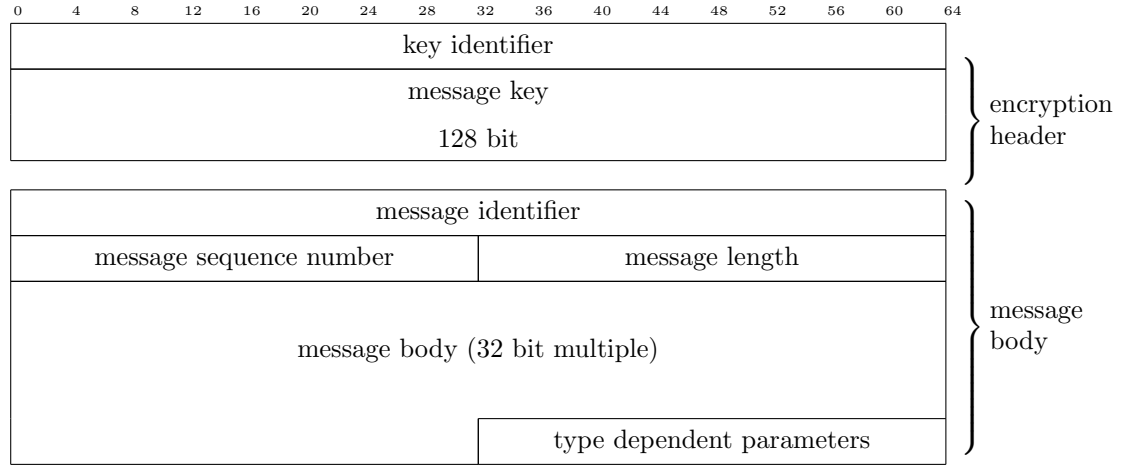 0 4 8 12 16 20 24 28 32 36 40 44 48 52 56 60 64
key identifier
message key
128 bit
encryption
header
message identifier
message sequence number message length
message body (32 bit multiple)
message
body
type dependent parameters